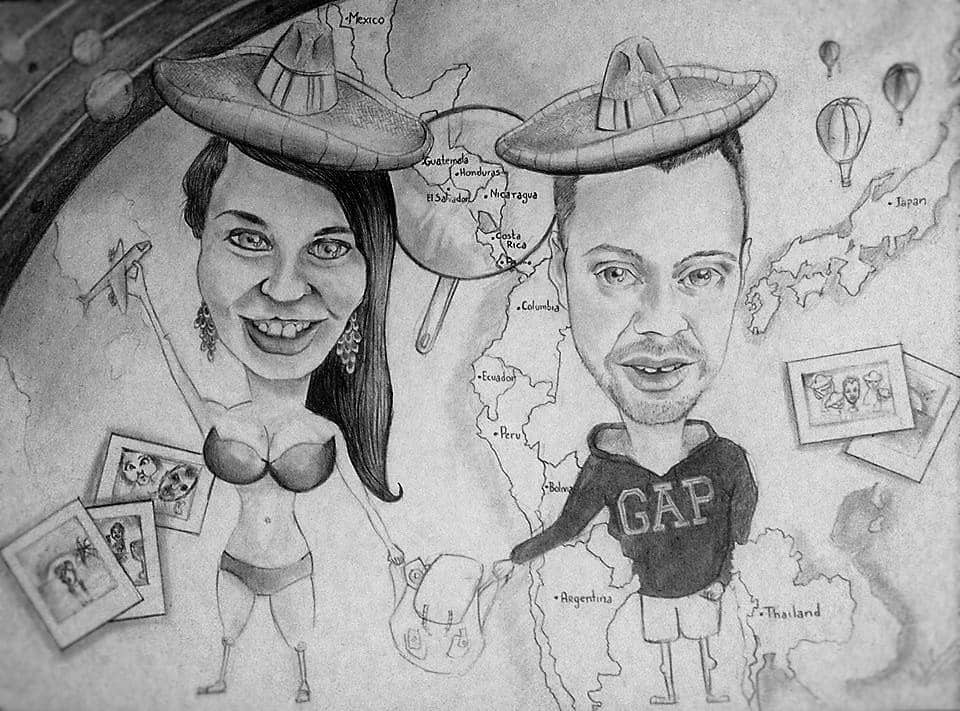 Mexico
Guatemala
Honduras
El Salvador
Nicaragua
Costa
Rica
Columbia
Ecuador
Peru
Argentina
Japan
Thailand
GAP